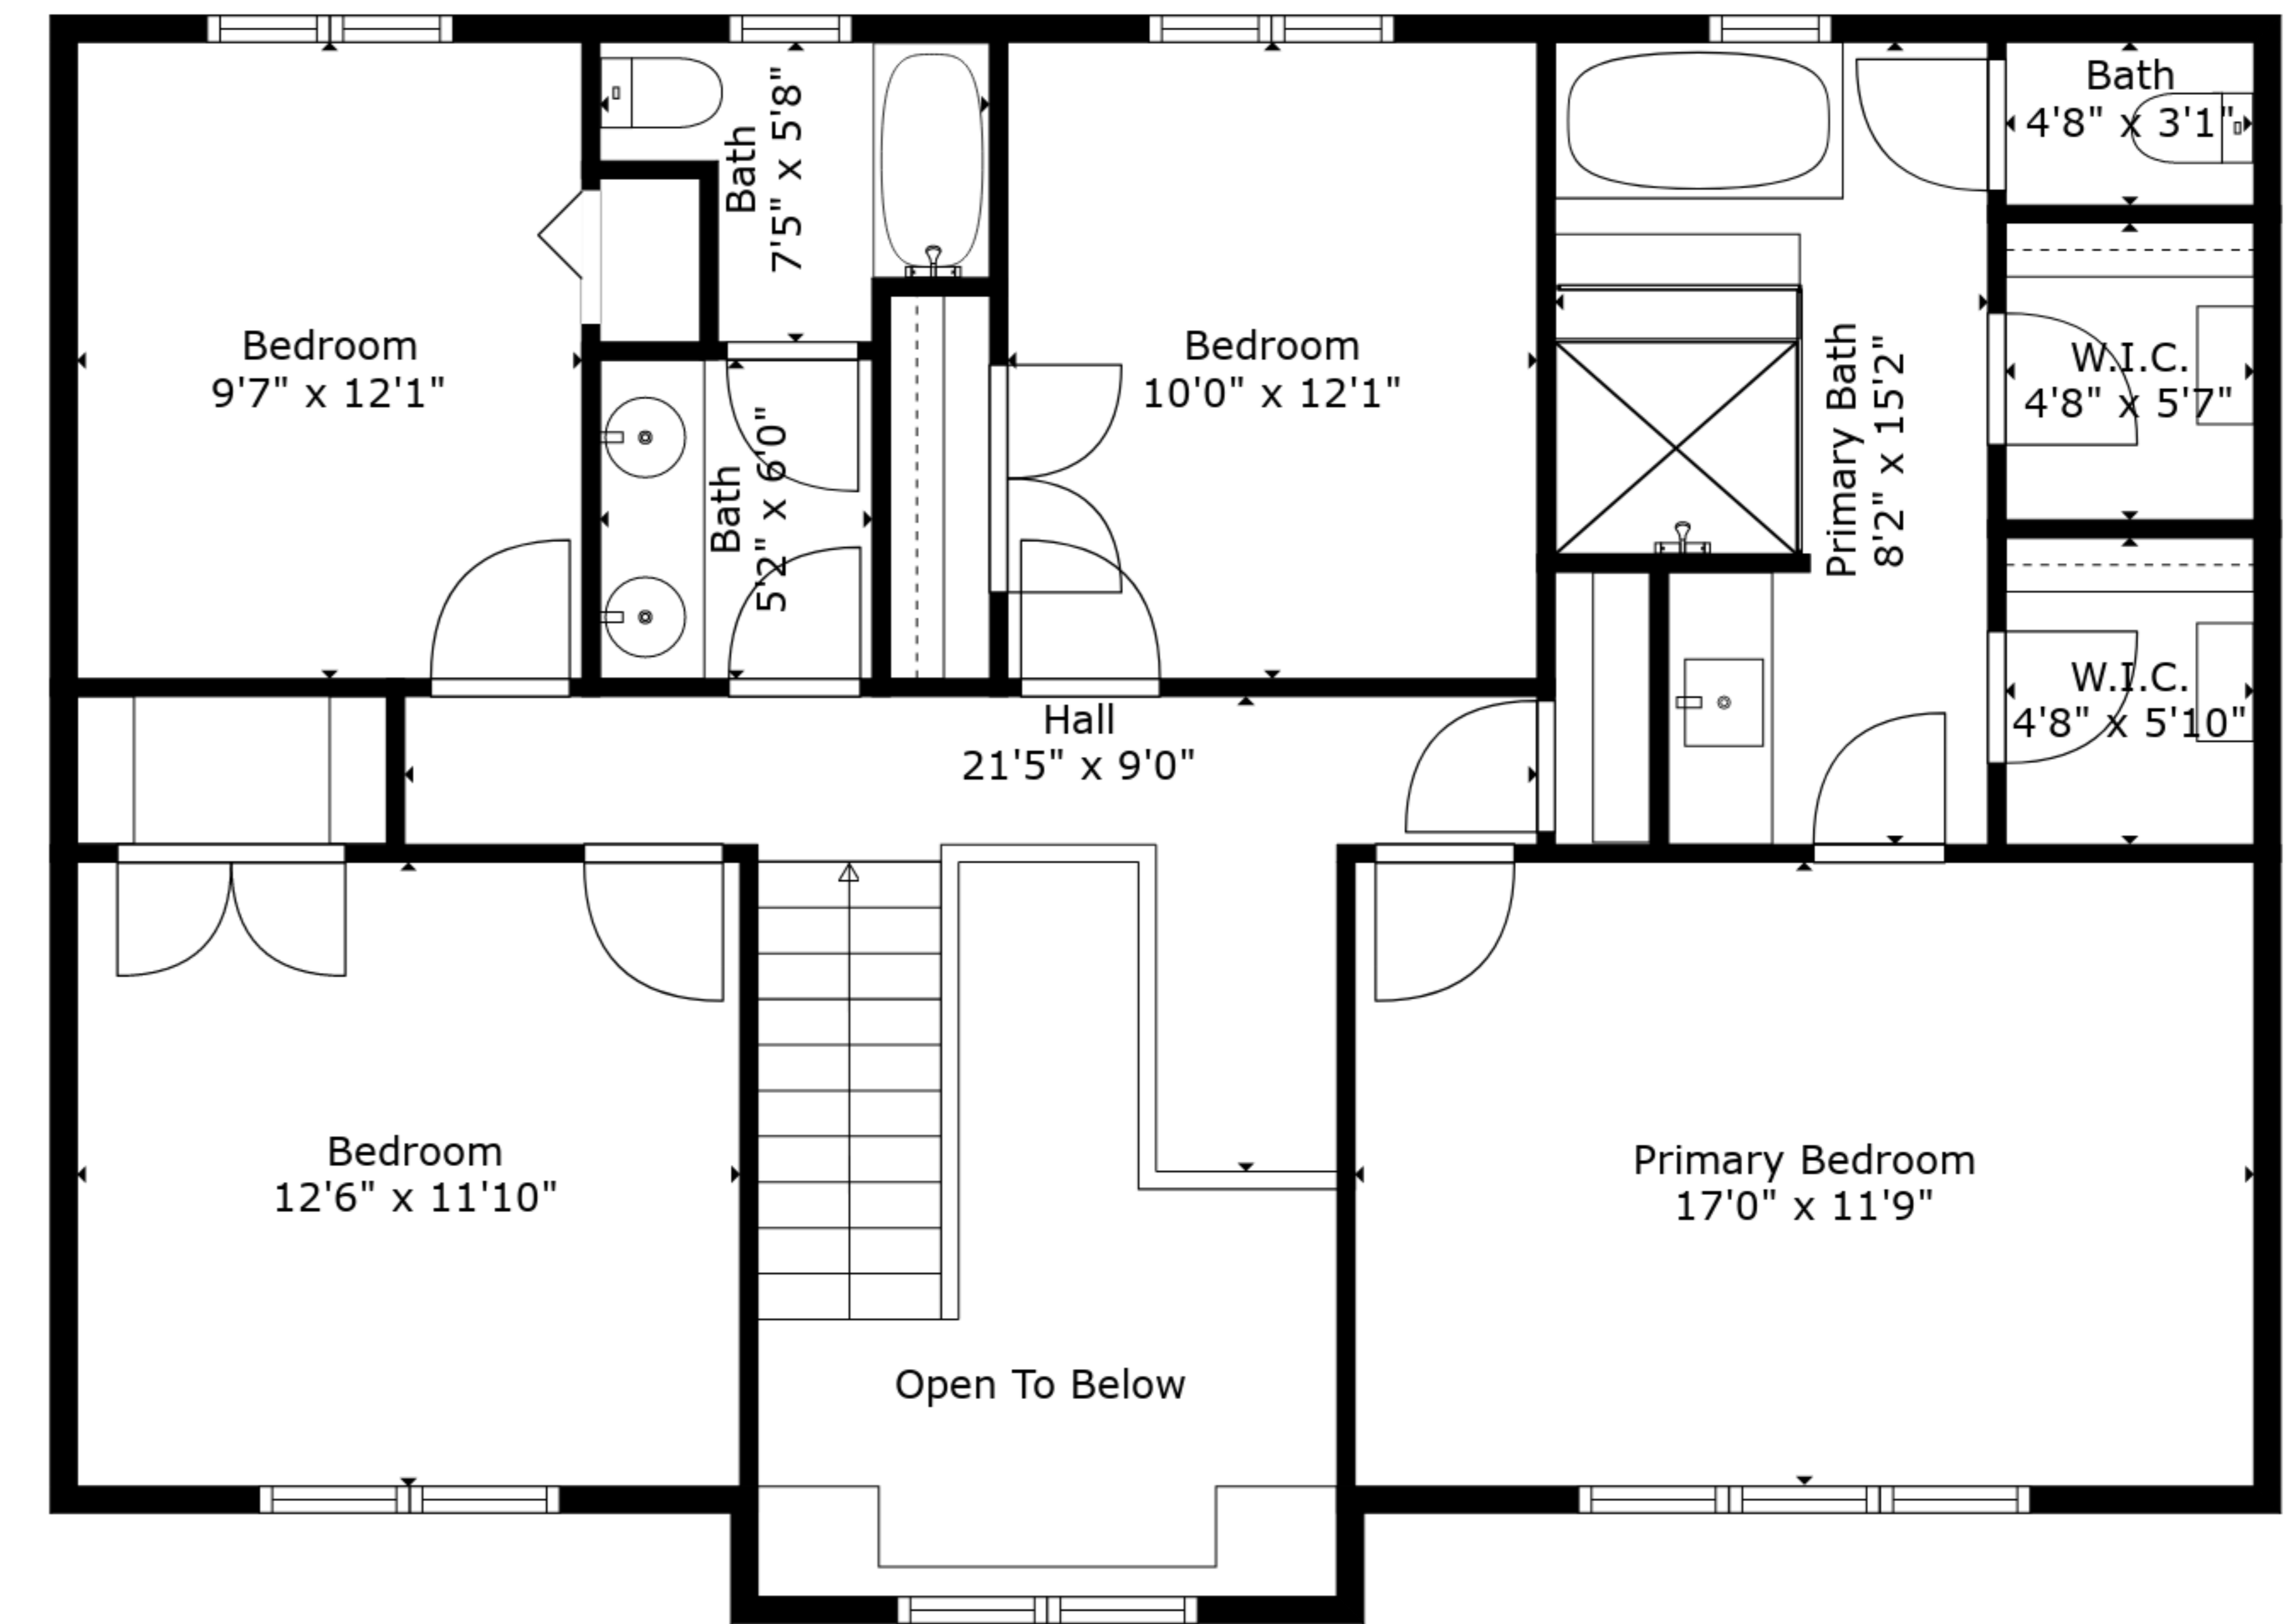 Bath
4'8" x 3'1"
Bath
7'5" x 5'8"
Bedroom
9'7" x 12'1"
Bedroom
10'0" x 12'1"
Primary Bath
8'2" x 15'2"
W.I.C.
4'8" x 5'7"
Bath
5'2" x 6'0"
W.I.C.
4'8" x 5'10"
Hall
21'5" x 9'0"
Bedroom
12'6" x 11'10"
Primary Bedroom
17'0" x 11'9"
Open To Below